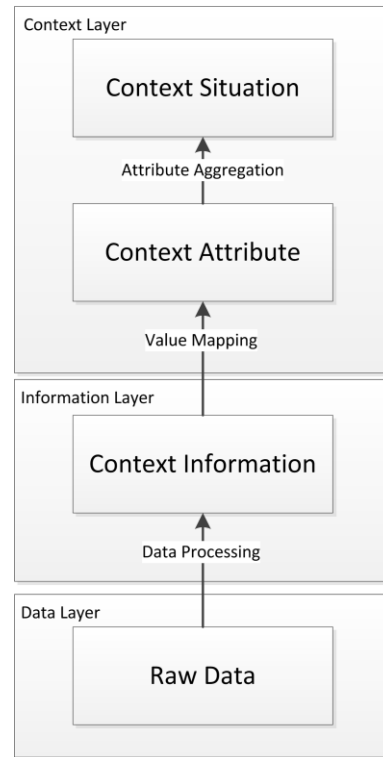 Context Layer
Context Situation
Attribute Aggregation
Context Attribute
Value Mapping
Information Layer
Context Information
Data Processing
Data Layer
Raw Data